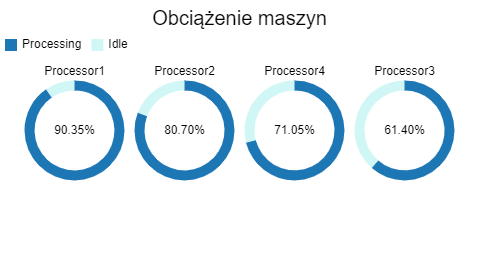 Obciążenie maszyn
Processing Idle
Processor1 Processor2 Processor4 Processor3
90.35% 80.70% 71.05% 61.40%